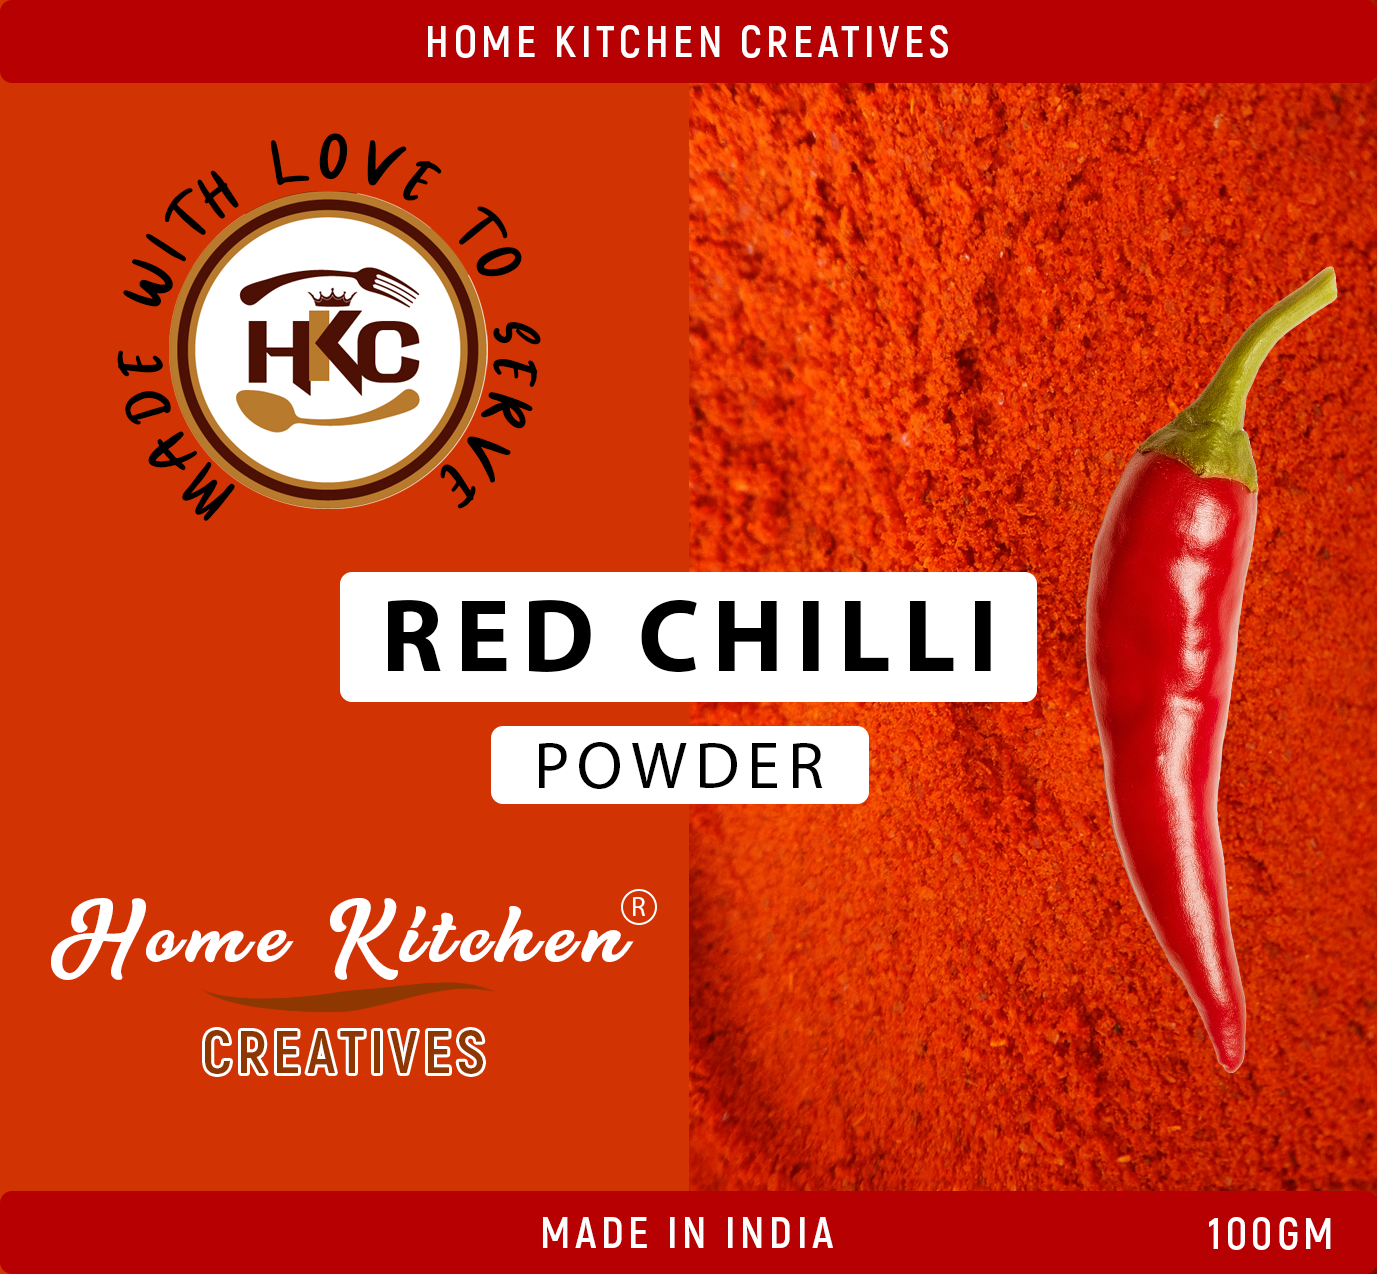 HOME KITCHEN CREATIVES
MADE WITH LOVE TO SERVE
HKC
RED CHILLI
POWDER
Home Kitchen®
CREATIVES
MADE IN INDIA
100GM